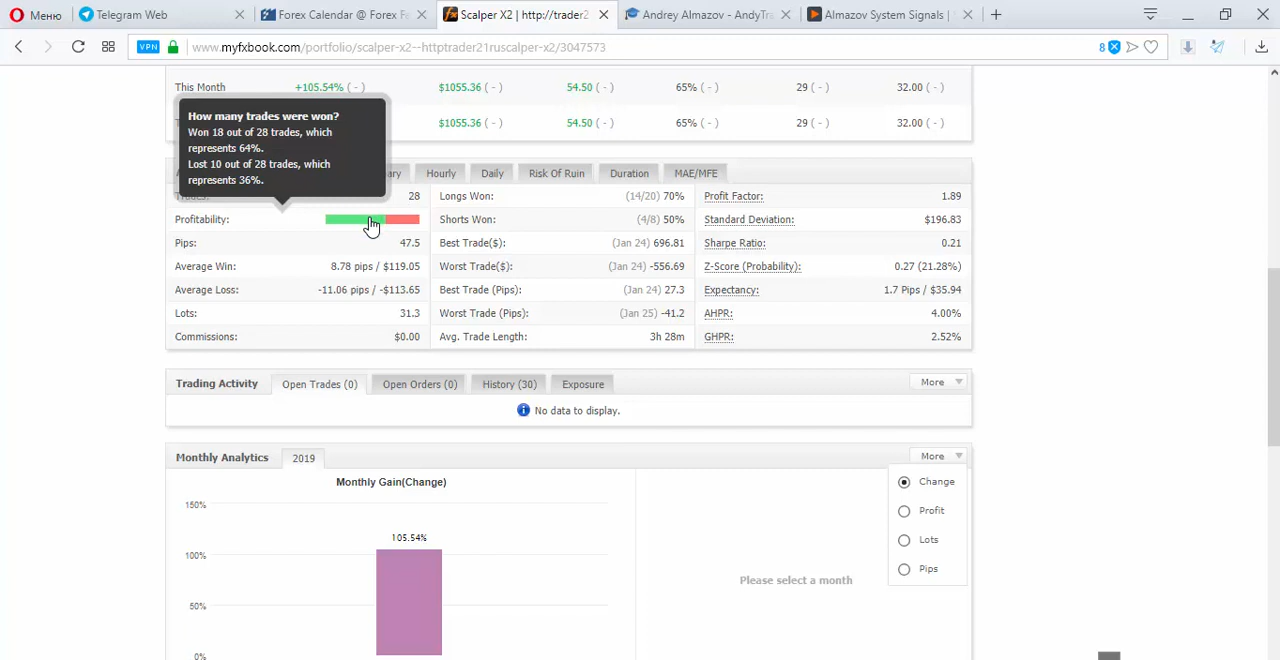 Меню
Telegram Web
Forex Calendar @ Forex Fa
Scalper X2 | http://trader2
Andrey Almazov - AndyTra
Almazov System Signals |
VPN
www.myfxbook.com/portfolio/scalper-x2--httptrader21ruscalper-x2/3047573
8
This Month +105.54% ( - ) $1055.36 ( - ) 54.50 ( - ) 65% ( - ) 29 ( - ) 32.00 ( - )
$1055.36 ( - ) 54.50 ( - ) 65% ( - ) 29 ( - ) 32.00 ( - )
How many trades were won?
Won 18 out of 28 trades, which
represents 64%.
Lost 10 out of 28 trades, which
represents 36%.
Hourly Daily Risk Of Ruin Duration MAE/MFE
Trades: 28 Longs Won: (14/20) 70% Profit Factor: 1.89
Profitability: Shorts Won: (4/8) 50% Standard Deviation: $196.83
Pips: 47.5 Best Trade($): (Jan 24) 696.81 Sharpe Ratio: 0.21
Average Win: 8.78 pips / $119.05 Worst Trade($): (Jan 24) -556.69 Z-Score (Probability): 0.27 (21.28%)
Average Loss: -11.06 pips / -$113.65 Best Trade (Pips): (Jan 24) 27.3 Expectancy: 1.7 Pips / $35.94
Lots: 31.3 Worst Trade (Pips): (Jan 25) -41.2 AHPR: 4.00%
Commissions: $0.00 Avg. Trade Length: 3h 28m GHPR: 2.52%
Trading Activity Open Trades (0) Open Orders (0) History (30) Exposure More
No data to display.
Monthly Analytics 2019 More
Monthly Gain(Change)
Change
Profit
Lots
Pips
150%
105.54%
100%
50%
0%
Please select a month